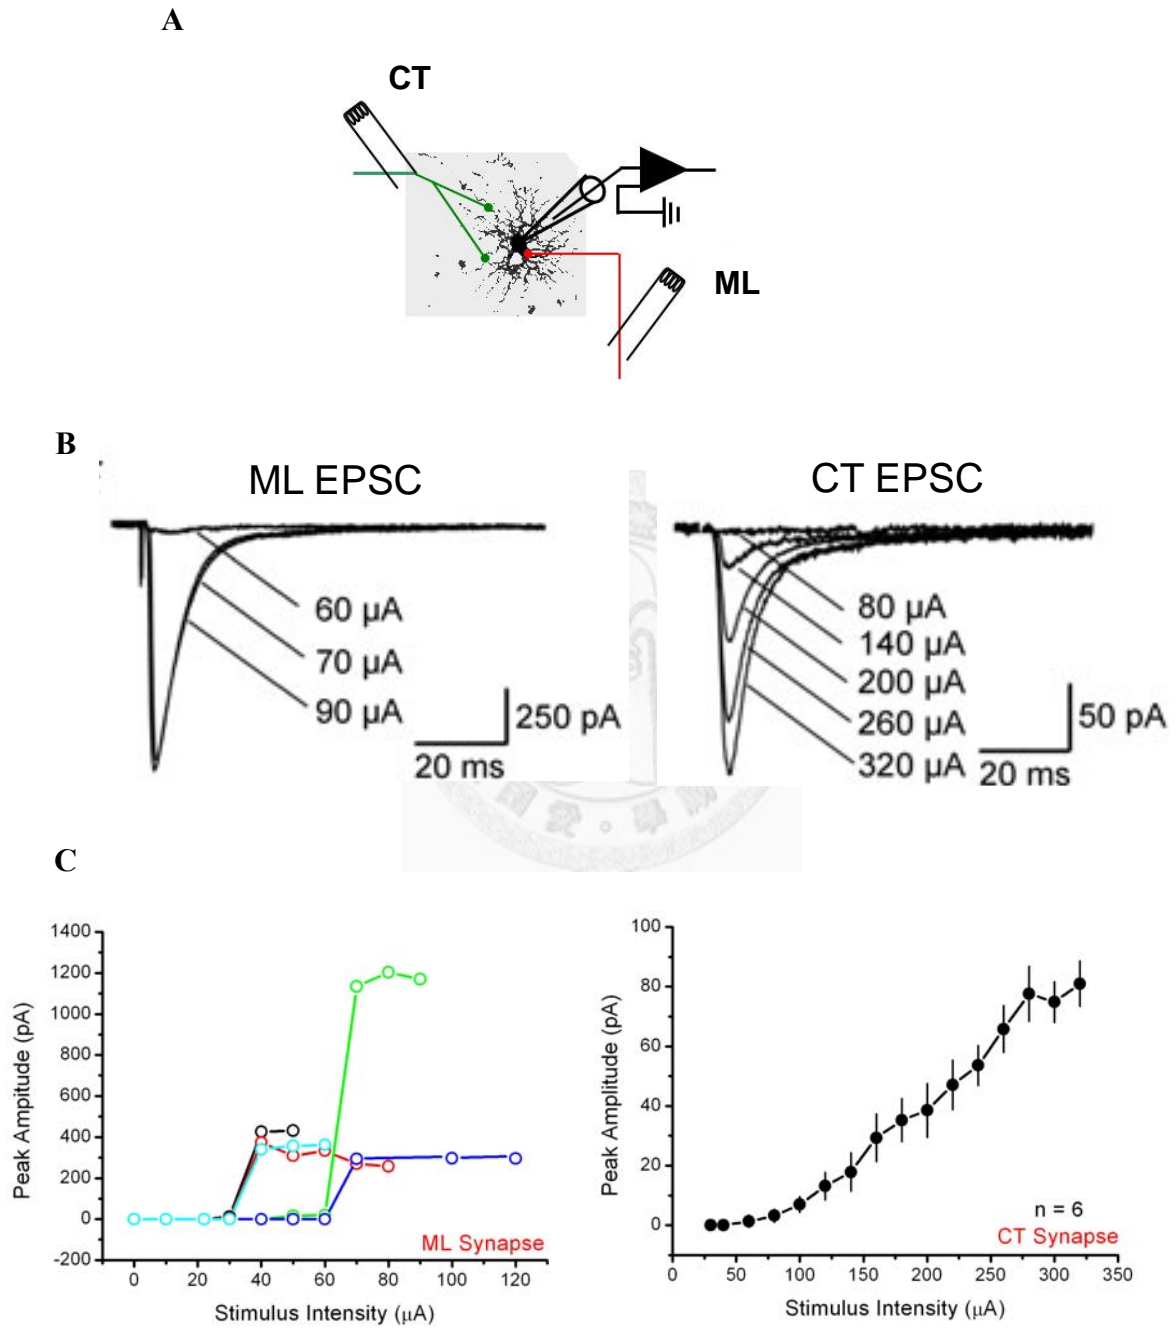 A
CT
ML
B
ML EPSC
60 µA
70 µA
90 µA
250 pA
20 ms
CT EPSC
80 µA
140 µA
200 µA
260 µA
320 µA
50 pA
20 ms
C
Peak Ampitude (pA)
1400
1200
1000
800
600
400
200
0
-200
0
20
40
60
80
100
120
ML Synapse
Stimulus Intensity (µA)
Peak Amplitude (pA)
100
80
60
40
20
0
n = 6
CT Synapse
0
50
100
150
200
250
300
350
Stimulus Intensity (µA)